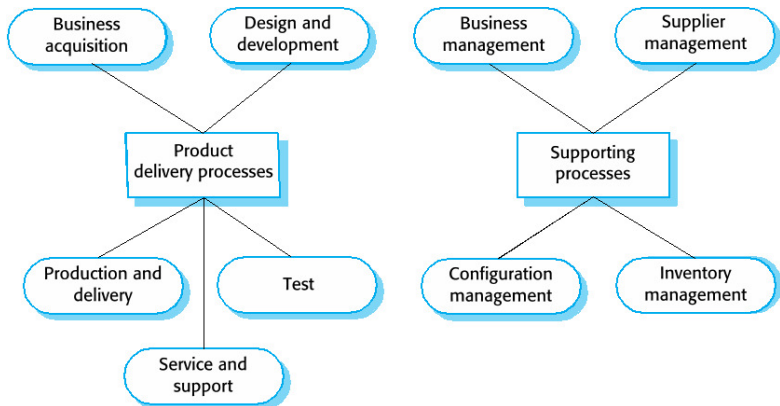 Business
acquisition
Design and
development
Business
management
Supplier
management
Product
delivery processes
Supporting
processes
Production and
delivery
Test
Configuration
management
Inventory
management
Service and
support